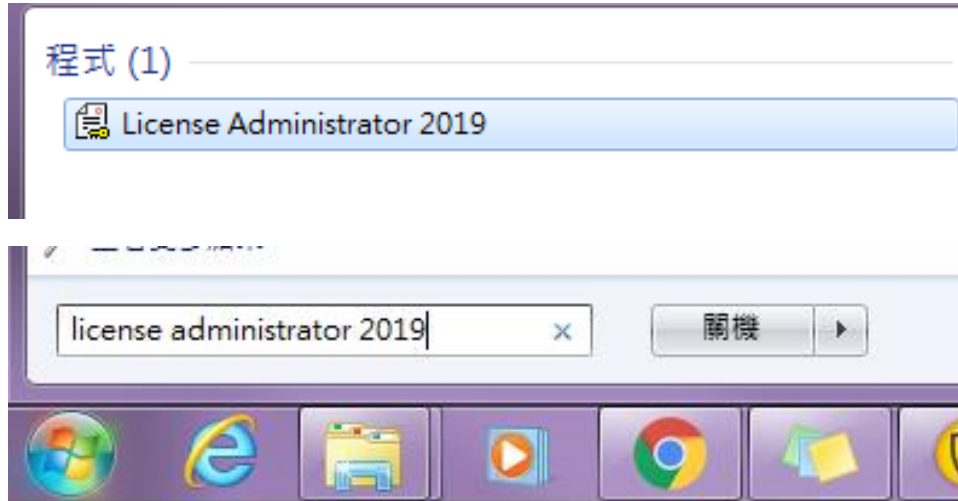 程式 (1)
License Administrator 2019
license administrator 2019
關機